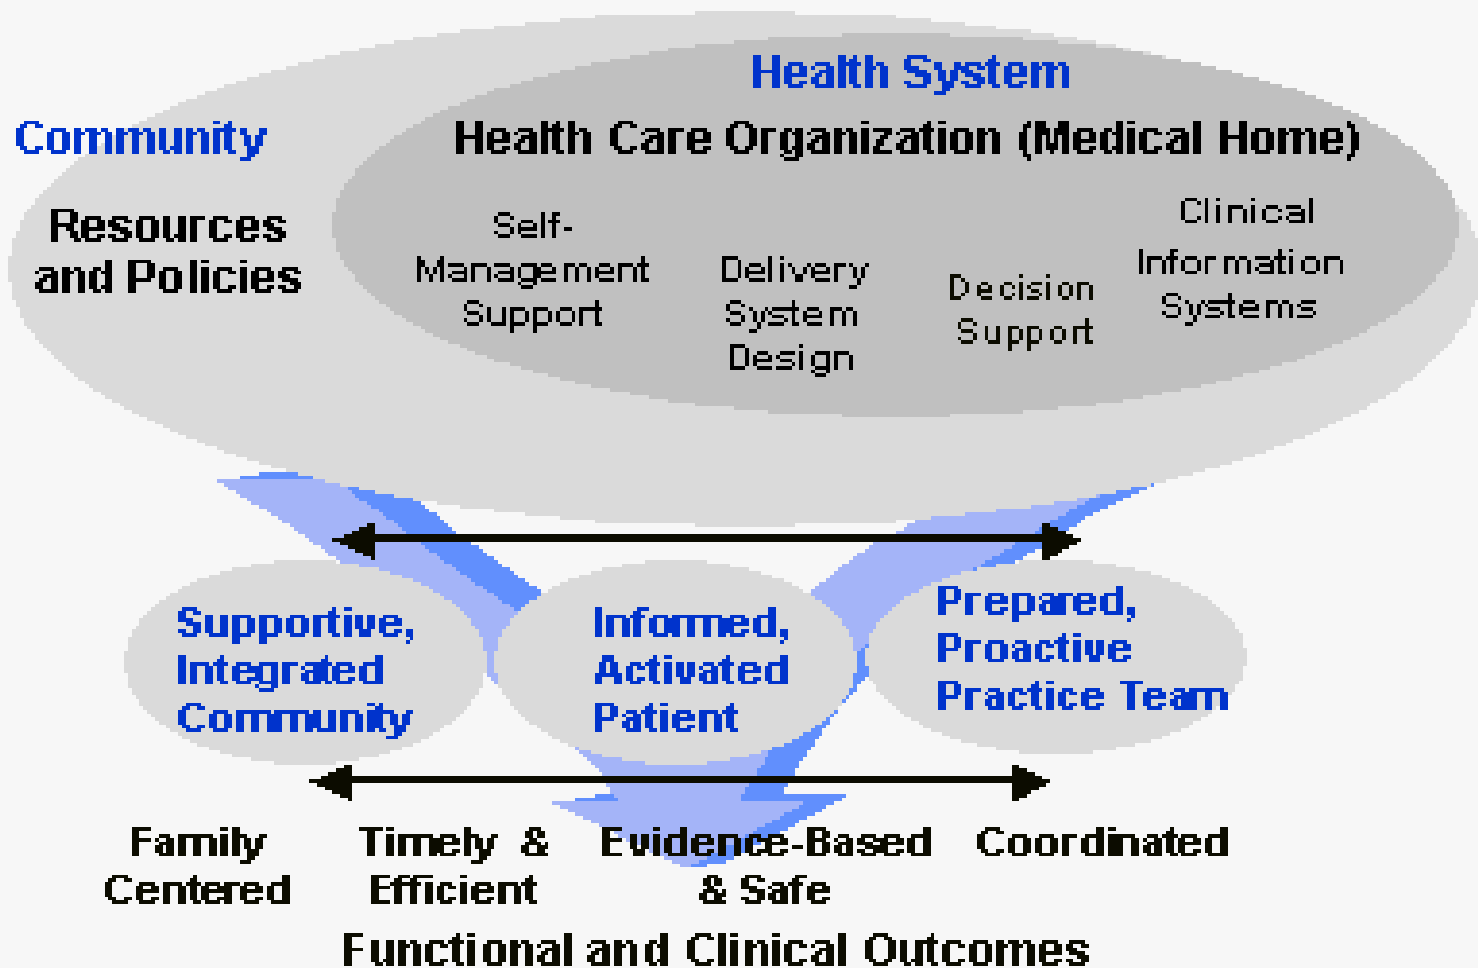 Health System
Community
Health Care Organization (Medical Home)
Resources
and Policies
Self-
Management
Support
Delivery
System
Design
Decision
Support
Clinical
Information
Systems
Supportive,
Integrated
Community
Informed,
Activated
Patient
Prepared,
Proactive
Practice Team
Family
Centered
Timely &
Efficient
Evidence-Based
& Safe
Coordinated
Functional and Clinical Outcomes